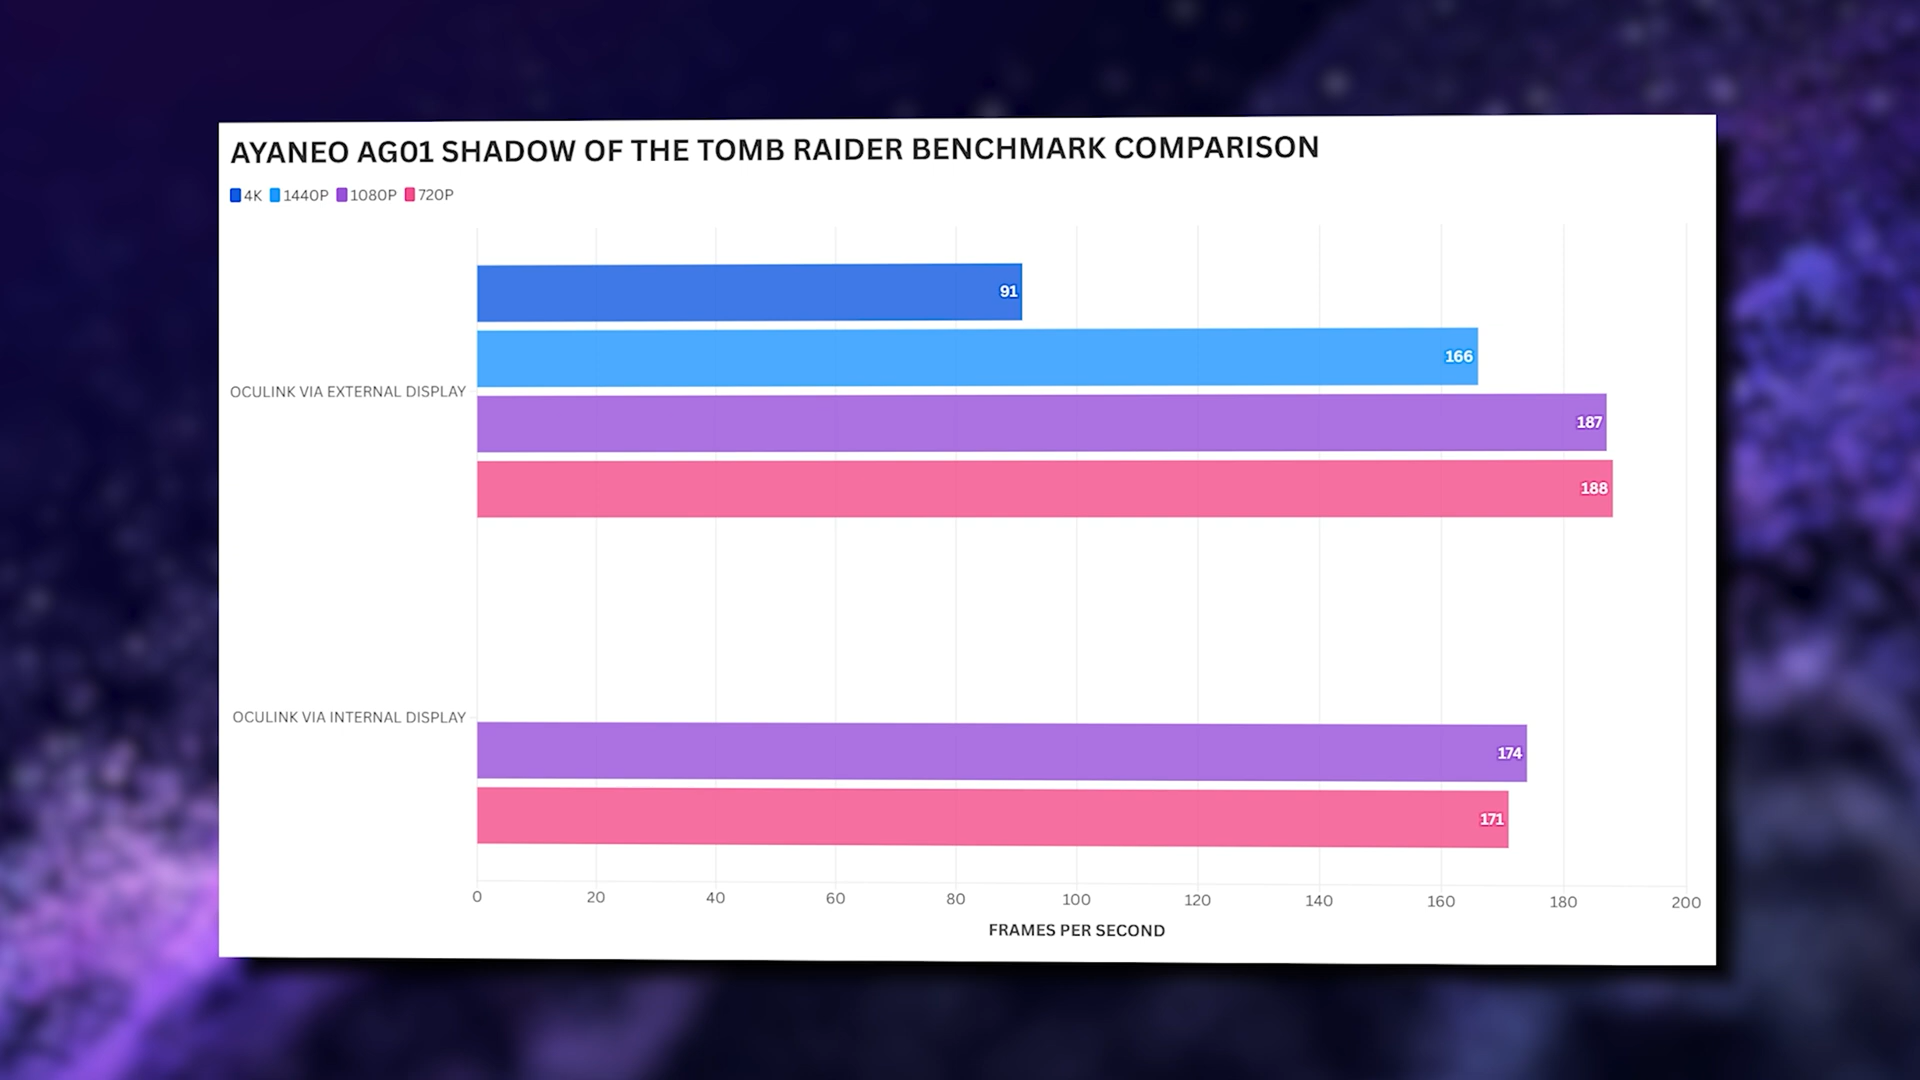 AYANEO AG01 SHADOW OF THE TOMB RAIDER BENCHMARK COMPARISON
4K 1440P 1080P 720P
91
166
OCULINK VIA EXTERNAL DISPLAY
187
188
OCULINK VIA INTERNAL DISPLAY
174
171
0 20 40 60 80 100 120 140 160 180 200
FRAMES PER SECOND